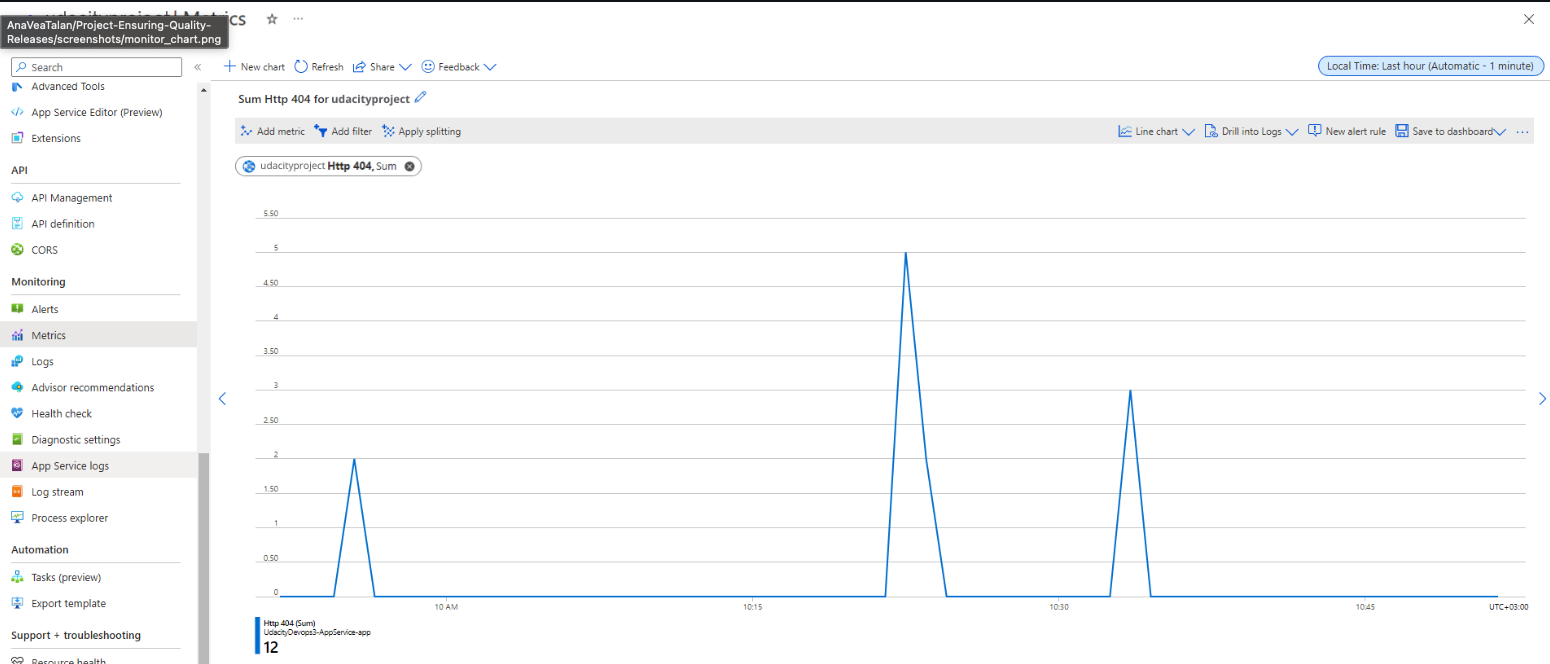 udacityproject | Metrics
AnaVeaTalan/Project-Ensuring-Quality-
Releases/screenshots/monitor_chart.png
Search
New chart Refresh Share Feedback
Local Time: Last hour (Automatic - 1 minute)
Advanced Tools
App Service Editor (Preview)
Extensions
API
API Management
API definition
CORS
Monitoring
Alerts
Metrics
Logs
Advisor recommendations
Health check
Diagnostic settings
App Service logs
Log stream
Process explorer
Automation
Tasks (preview)
Export template
Support + troubleshooting
Resource health
Sum Http 404 for udacityproject
Add metric Add filter Apply splitting
Line chart Drill into Logs New alert rule Save to dashboard
udacityproject Http 404, Sum
5.50
5
4.50
4
3.50
3
2.50
2
1.50
1
0.50
0
10 AM 10:15 10:30 10:45 UTC+03:00
Http 404 (Sum)
UdacityDevops3-AppService-app
12